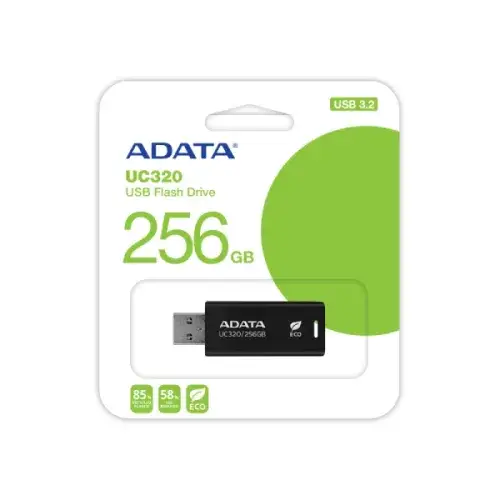 USB 3.2
ADATA
UC320
USB Flash Drive
256GB
ADATA
UC320/256GB
ECO
85%
58%
ECO